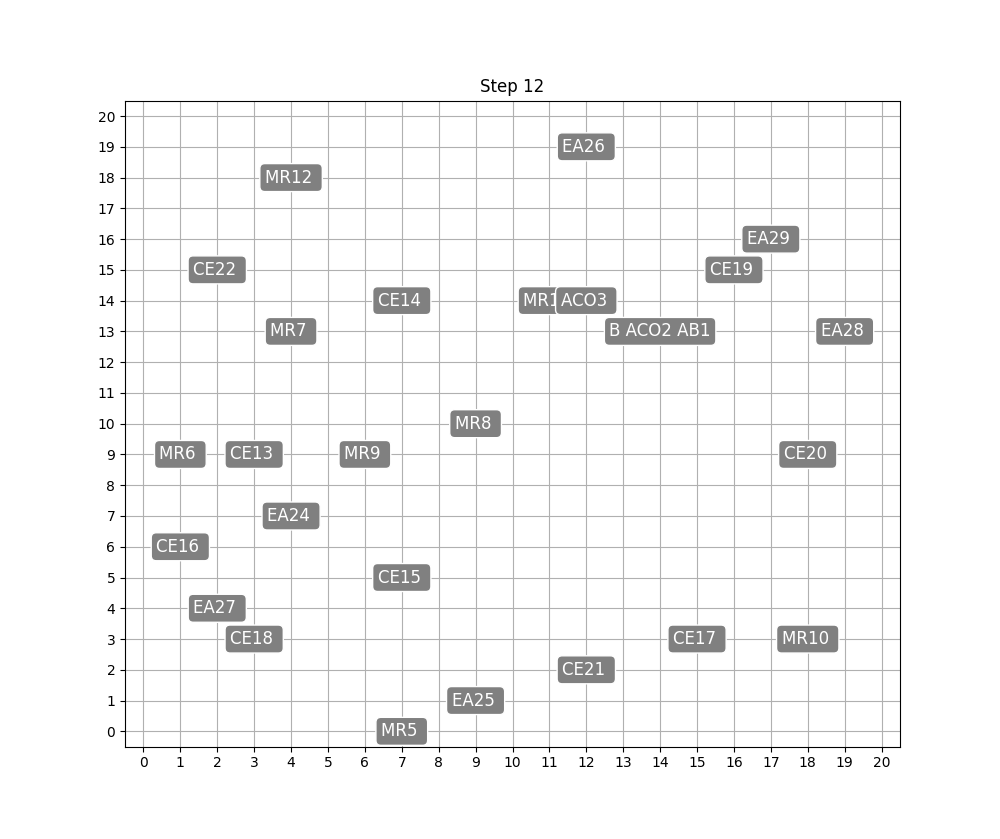 Step 12
20
19 EA26
18 MR12
17
16 EA29
15 CE22 CE19
14 CE14 MR1 ACO3
13 MR7 B ACO2 AB1 EA28
12
11
10 MR8
9 MR6 CE13 MR9 CE20
8
7 EA24
6 CE16
5 CE15
4 EA27
3 CE18 CE17 MR10
2 CE21
1 EA25
0 MR5
0 1 2 3 4 5 6 7 8 9 10 11 12 13 14 15 16 17 18 19 20